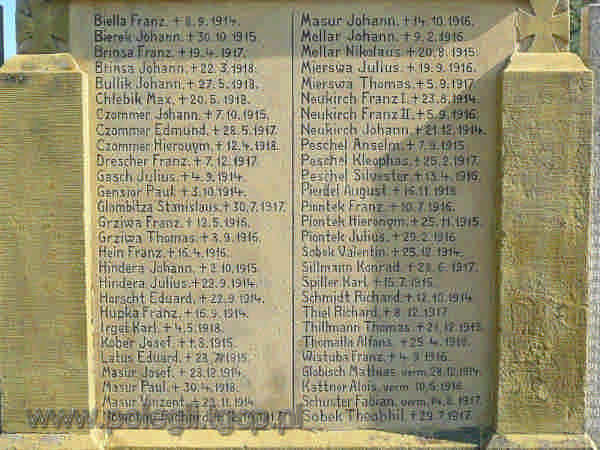 Biella Franz. + 8. 9. 1914.
Bierek Johann. + 30. 10. 1915.
Brinsa Franz. + 19. 4. 1917.
Brinsa Johann. + 22. 3. 1918.
Bullik Johann. + 27. 5. 1918.
Chlebik Max. + 20. 5. 1918.
Czommer Johann. + 7. 10. 1915.
Czommer Edmund. + 28. 5. 1917.
Czommer Hieronym. + 12. 4. 1918.
Drescher Franz. + 7. 12. 1917.
Gasch Julius. + 4. 9. 1914.
Gensior Paul. + 3. 10. 1914.
Glombitza Stanislaus. + 30. 7. 1917.
Grziwa Franz. + 12. 5. 1916.
Grziwa Thomas. + 3. 9. 1916.
Hein Franz. + 16. 4. 1916.
Hindera Johann. + 2. 10. 1915.
Hindera Julius. + 22. 9. 1914.
Horscht Eduard. + 22. 9. 1914.
Hupka Franz. + 16. 9. 1914.
Irgel Karl. + 4. 5. 1918.
Kober Josef. + 1. 8. 1915.
Latus Eduard. + 23. 7. 1915.
Masur Josef. + 23. 12. 1914.
Masur Paul. + 30. 4. 1918.
Masur Vinzent. + 23. 11. 1914.
Masur Johann. + 14. 10. 1916.
Mellar Johann. + 9. 2. 1916.
Mellar Nikolaus. + 20. 8. 1915.
Mierswa Julius. + 19. 9. 1916.
Mierswa Thomas. + 5. 9. 1917.
Neukirch Franz I. + 23. 8. 1914.
Neukirch Franz II. + 5. 9. 1916.
Neukirch Johann. + 21. 12. 1914.
Peschel Anselm. + 7. 9. 1915
Peschel Kleophas. + 25. 2. 1917.
Peschel Silvester. + 13. 4. 1916.
Pierdel August. + 16. 11. 1918
Piontek Franz. + 10. 7. 1916.
Piontek Hieronym. + 25. 11. 1915.
Piontek Julius. + 29. 2. 1916
Sobek Valentin. + 25. 12. 1914.
Sillmann Konrad. + 28. 6. 1917.
Spiller Karl. + 15. 7. 1915.
Schmidt Richard. + 12. 10. 1914.
Thiel Richard. + 8. 12. 1917
Thillmann Thomas. + 21. 12. 1915.
Thomalla Alfons. + 25. 4. 1918.
Wistuba Franz. + 4. 9. 1916
Globisch Mathias verm. 28. 12. 1914.
Kattner Alois. verm. 10. 6. 1918.
Schuster Fabian. verm. 14. 8. 1917.
Sobek Theophil. + 29. 7. 1917.